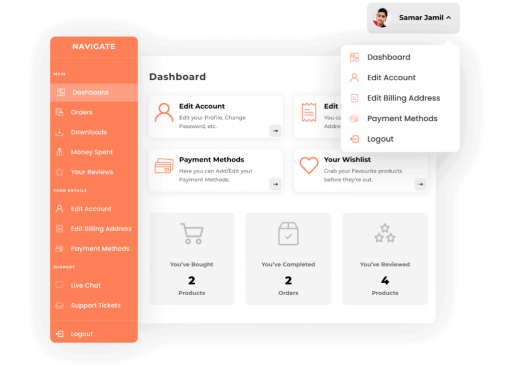 Samar Jamil
Dashboard
Edit Account
Edit Billing Address
Payment Methods
Logout
NAVIGATE
MAIN
Dashboard
Orders
Downloads
Money Spent
Your Reviews
YOUR DETAILS
Edit Account
Edit Billing Address
Payment Methods
SUPPORT
Live Chat
Support Tickets
Logout
Dashboard
Edit Account
Edit your Profile, Change
Password, etc.
Edit
You ca
Addre
Payment Methods
Here you can Add/Edit your
Payment Methods.
Your Wishlist
Grab your Favourite products
before they're out.
You've Bought
2
Products
You've Completed
2
Orders
You've Reviewed
4
Products